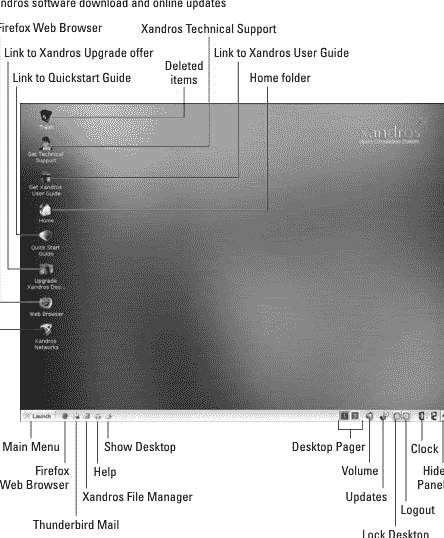 ndros software download and online updates
Firefox Web Browser
Xandros Technical Support
Link to Xandros Upgrade offer
Deleted
items
Link to Xandros User Guide
Link to Quickstart Guide
Home folder
Trash
xandros
Get Technical
Support
Get Xandros
User Guide
Home
Quick Start
Guide
Upgrade
Xandros Des...
Web Browser
Xandros
Networks
Launch
1
2
Main Menu
Show Desktop
Desktop Pager
Clock
Firefox
Web Browser
Help
Volume
Hide
Panel
Xandros File Manager
Updates
Logout
Thunderbird Mail
Lock Desktop